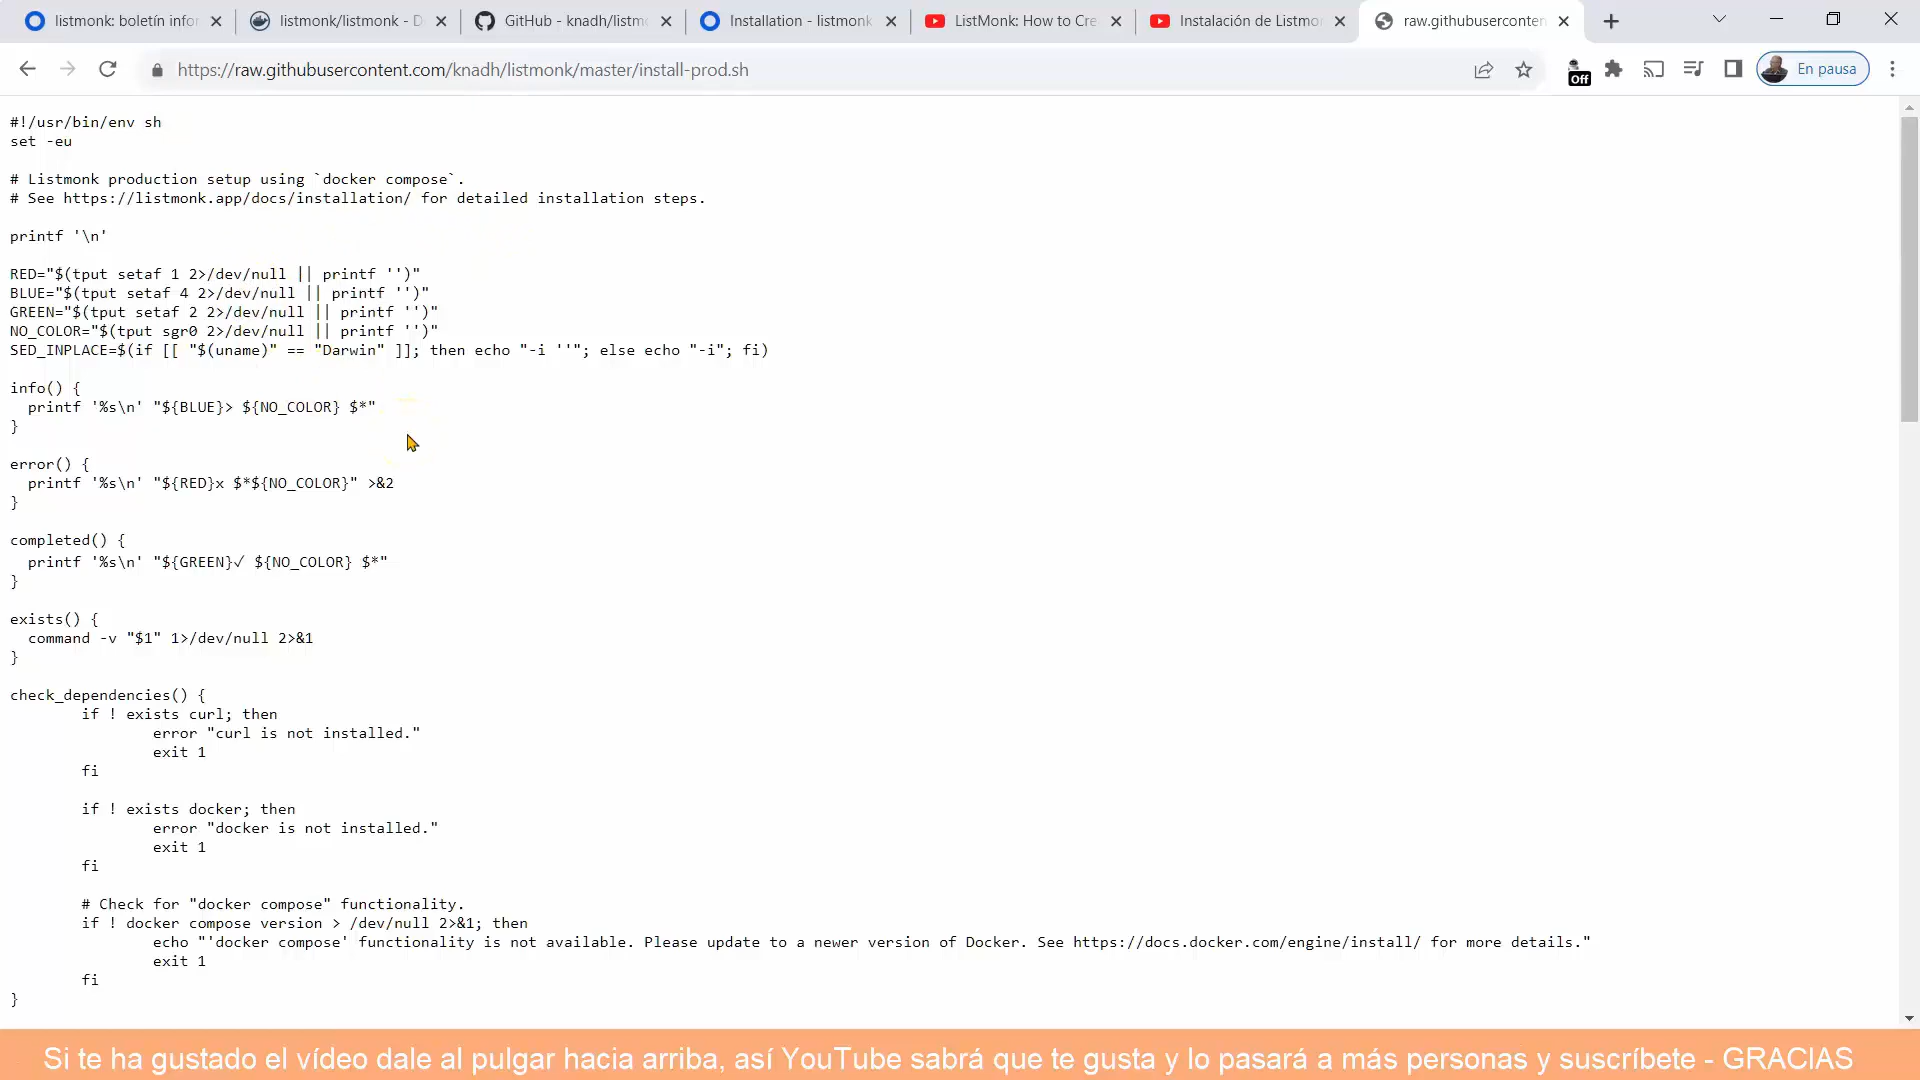 listmonk: boletín infor
listmonk/listmonk - D
GitHub - knadh/listm
Installation - listmonk
ListMonk: How to Cre
Instalación de Listmo
raw.githubusercontent
https://raw.githubusercontent.com/knadh/listmonk/master/install-prod.sh
Off
En pausa
#!/usr/bin/env sh
set -eu
# Listmonk production setup using `docker compose`.
# See https://listmonk.app/docs/installation/ for detailed installation steps.
printf '\n'
RED="$(tput setaf 1 2>/dev/null || printf '')"
BLUE="$(tput setaf 4 2>/dev/null || printf '')"
GREEN="$(tput setaf 2 2>/dev/null || printf '')"
NO_COLOR="$(tput sgr0 2>/dev/null || printf '')"
SED_INPLACE=$(if [[ "$(uname)" == "Darwin" ]]; then echo "-i ''"; else echo "-i"; fi)
info() {
  printf '%s\n' "${BLUE}> ${NO_COLOR} $*"
}
error() {
  printf '%s\n' "${RED}x $*${NO_COLOR}" >&2
}
completed() {
  printf '%s\n' "${GREEN}✓ ${NO_COLOR} $*"
}
exists() {
  command -v "$1" 1>/dev/null 2>&1
}
check_dependencies() {
        if ! exists curl; then
                error "curl is not installed."
                exit 1
        fi
        if ! exists docker; then
                error "docker is not installed."
                exit 1
        fi
        # Check for "docker compose" functionality.
        if ! docker compose version > /dev/null 2>&1; then
                echo "'docker compose' functionality is not available. Please update to a newer version of Docker. See https://docs.docker.com/engine/install/ for more details."
                exit 1
        fi
}
Si te ha gustado el vídeo dale al pulgar hacia arriba, así YouTube sabrá que te gusta y lo pasará a más personas y suscríbete - GRACIAS